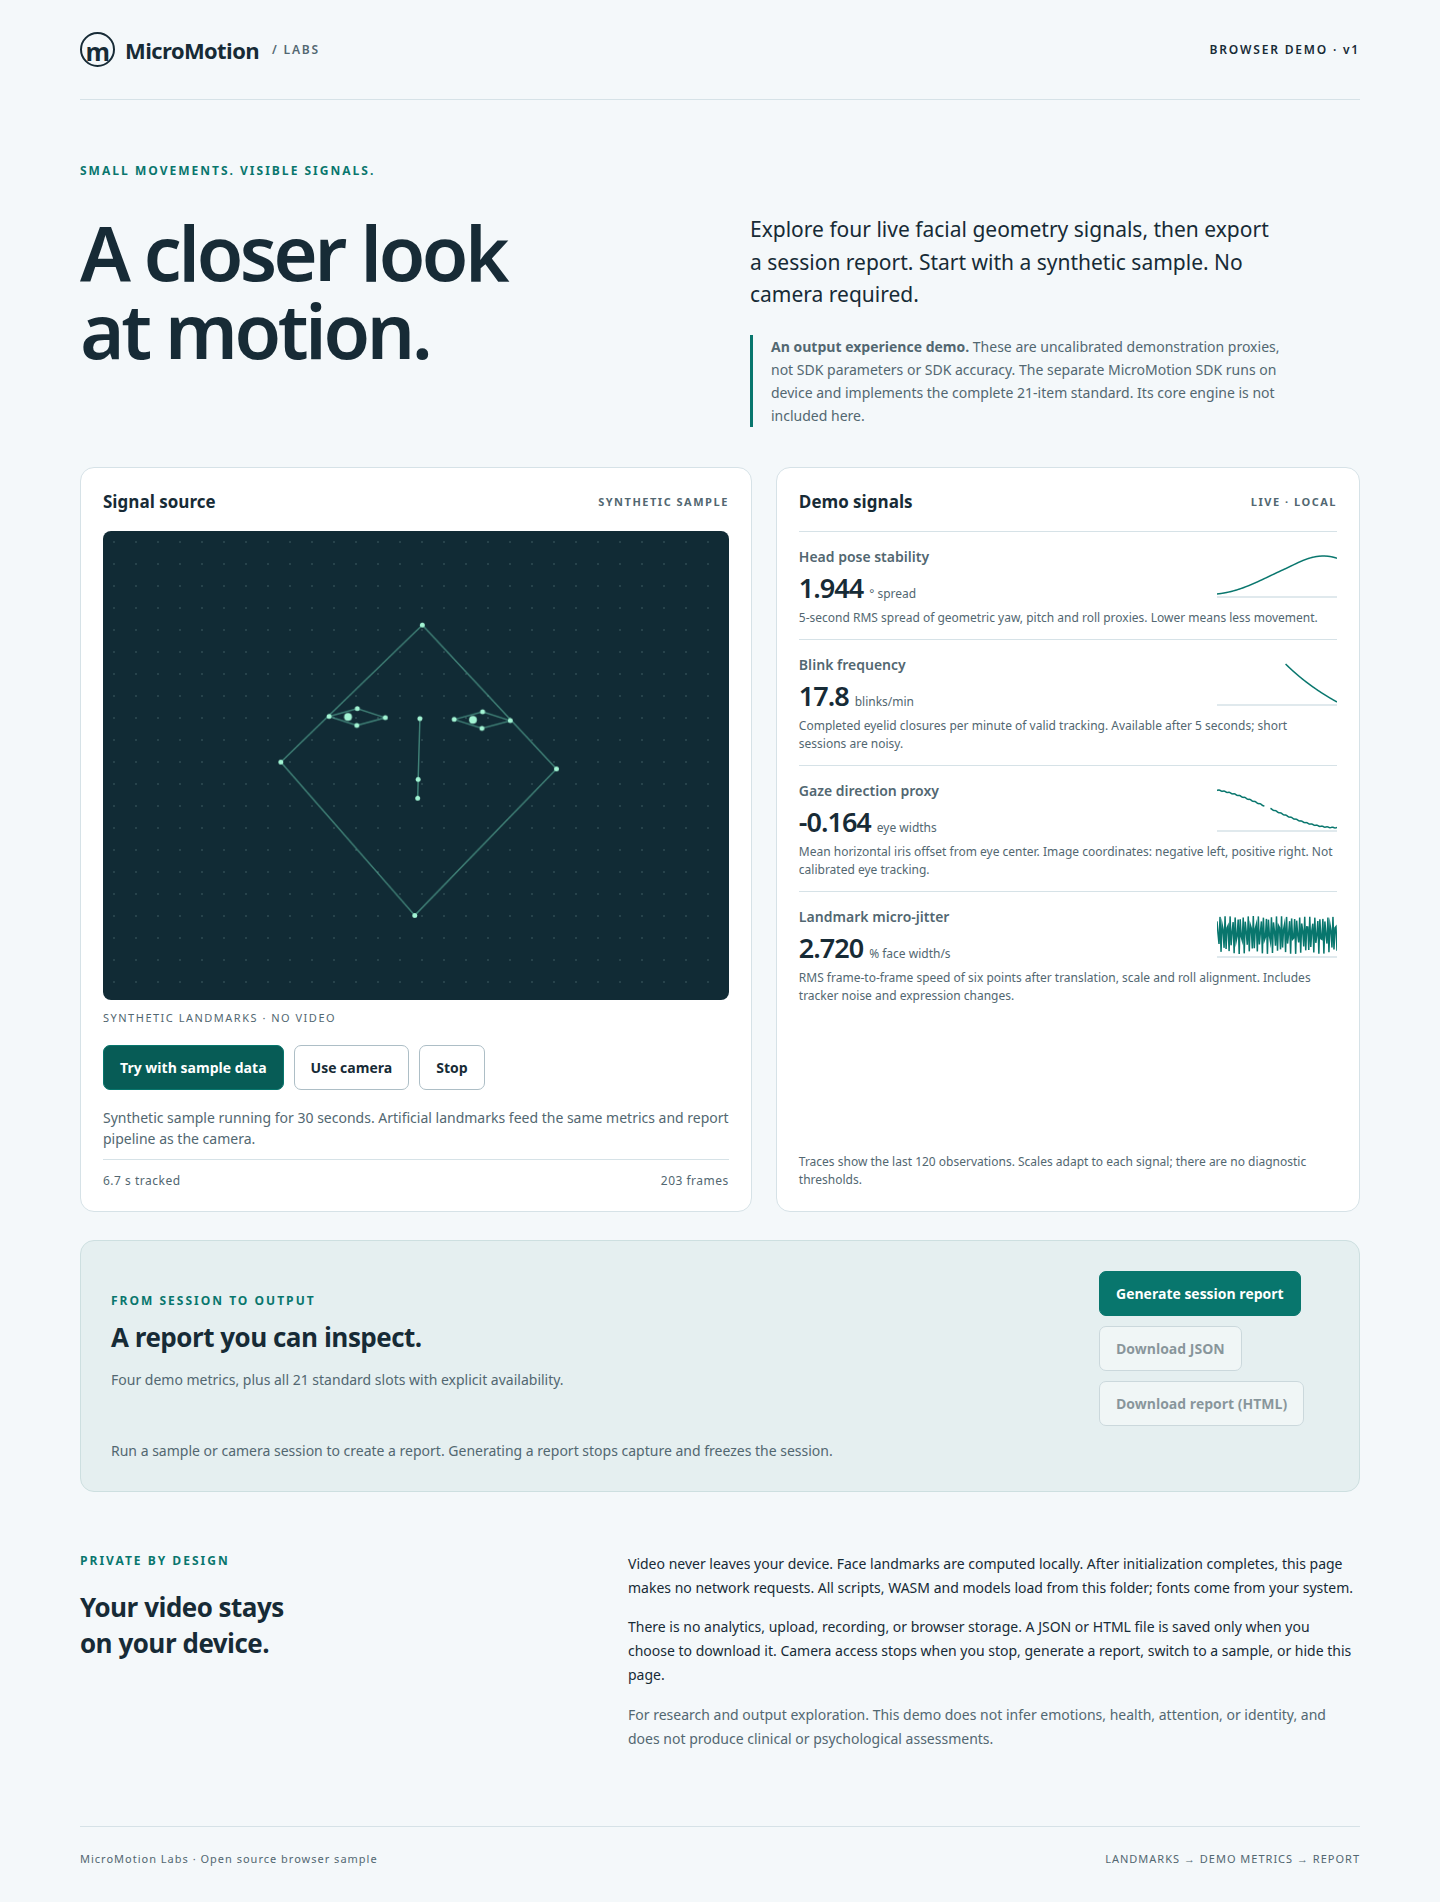 m MicroMotion / LABS
BROWSER DEMO · v1
SMALL MOVEMENTS. VISIBLE SIGNALS.
A closer look
at motion.
Explore four live facial geometry signals, then export
a session report. Start with a synthetic sample. No
camera required.
An output experience demo. These are uncalibrated demonstration proxies,
not SDK parameters or SDK accuracy. The separate MicroMotion SDK runs on
device and implements the complete 21-item standard. Its core engine is not
included here.
Signal source
SYNTHETIC SAMPLE
SYNTHETIC LANDMARKS · NO VIDEO
Try with sample data
Use camera
Stop
Synthetic sample running for 30 seconds. Artificial landmarks feed the same metrics and report
pipeline as the camera.
6.7 s tracked
203 frames
Demo signals
LIVE · LOCAL
Head pose stability
1.944 ° spread
5-second RMS spread of geometric yaw, pitch and roll proxies. Lower means less movement.
Blink frequency
17.8 blinks/min
Completed eyelid closures per minute of valid tracking. Available after 5 seconds; short
sessions are noisy.
Gaze direction proxy
-0.164 eye widths
Mean horizontal iris offset from eye center. Image coordinates: negative left, positive right. Not
calibrated eye tracking.
Landmark micro-jitter
2.720 % face width/s
RMS frame-to-frame speed of six points after translation, scale and roll alignment. Includes
tracker noise and expression changes.
Traces show the last 120 observations. Scales adapt to each signal; there are no diagnostic
thresholds.
FROM SESSION TO OUTPUT
A report you can inspect.
Four demo metrics, plus all 21 standard slots with explicit availability.
Generate session report
Download JSON
Download report (HTML)
Run a sample or camera session to create a report. Generating a report stops capture and freezes the session.
PRIVATE BY DESIGN
Your video stays
on your device.
Video never leaves your device. Face landmarks are computed locally. After initialization completes, this page
makes no network requests. All scripts, WASM and models load from this folder; fonts come from your system.
There is no analytics, upload, recording, or browser storage. A JSON or HTML file is saved only when you
choose to download it. Camera access stops when you stop, generate a report, switch to a sample, or hide this
page.
For research and output exploration. This demo does not infer emotions, health, attention, or identity, and
does not produce clinical or psychological assessments.
MicroMotion Labs · Open source browser sample
LANDMARKS → DEMO METRICS → REPORT